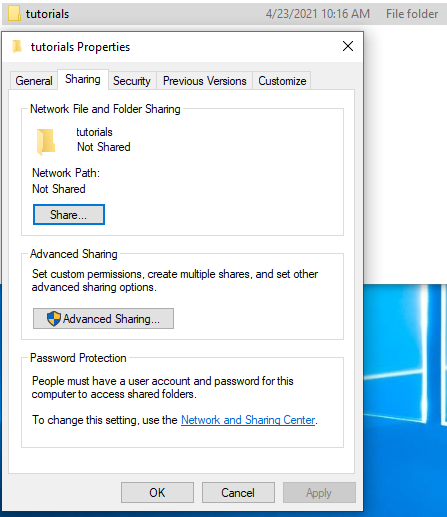 tutorials 4/23/2021 10:16 AM File folder
tutorials Properties
General Sharing Security Previous Versions Customize
Network File and Folder Sharing
tutorials
Not Shared
Network Path:
Not Shared
Share...
Advanced Sharing
Set custom permissions, create multiple shares, and set other
advanced sharing options.
Advanced Sharing...
Password Protection
People must have a user account and password for this
computer to access shared folders.
To change this setting, use the Network and Sharing Center.
OK Cancel Apply